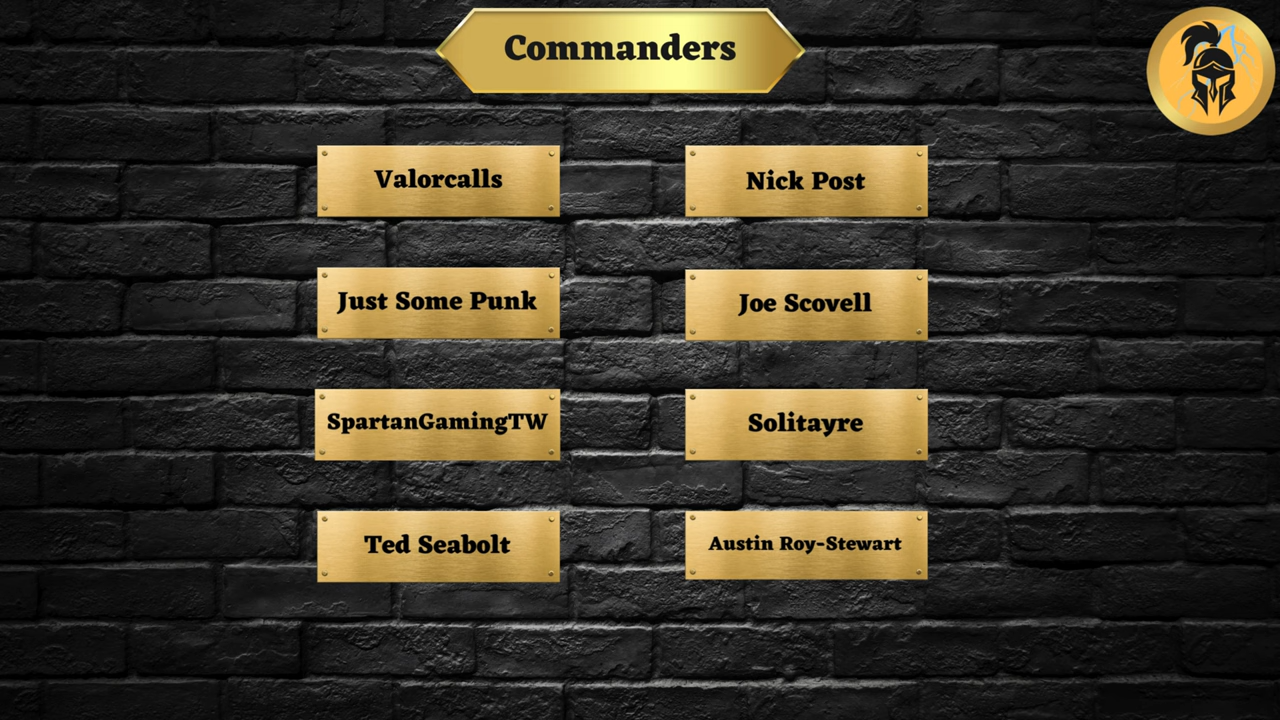 Commanders
Valorcalls
Nick Post
Just Some Punk
Joe Scovell
SpartanGamingTW
Solitayre
Ted Seabolt
Austin Roy-Stewart